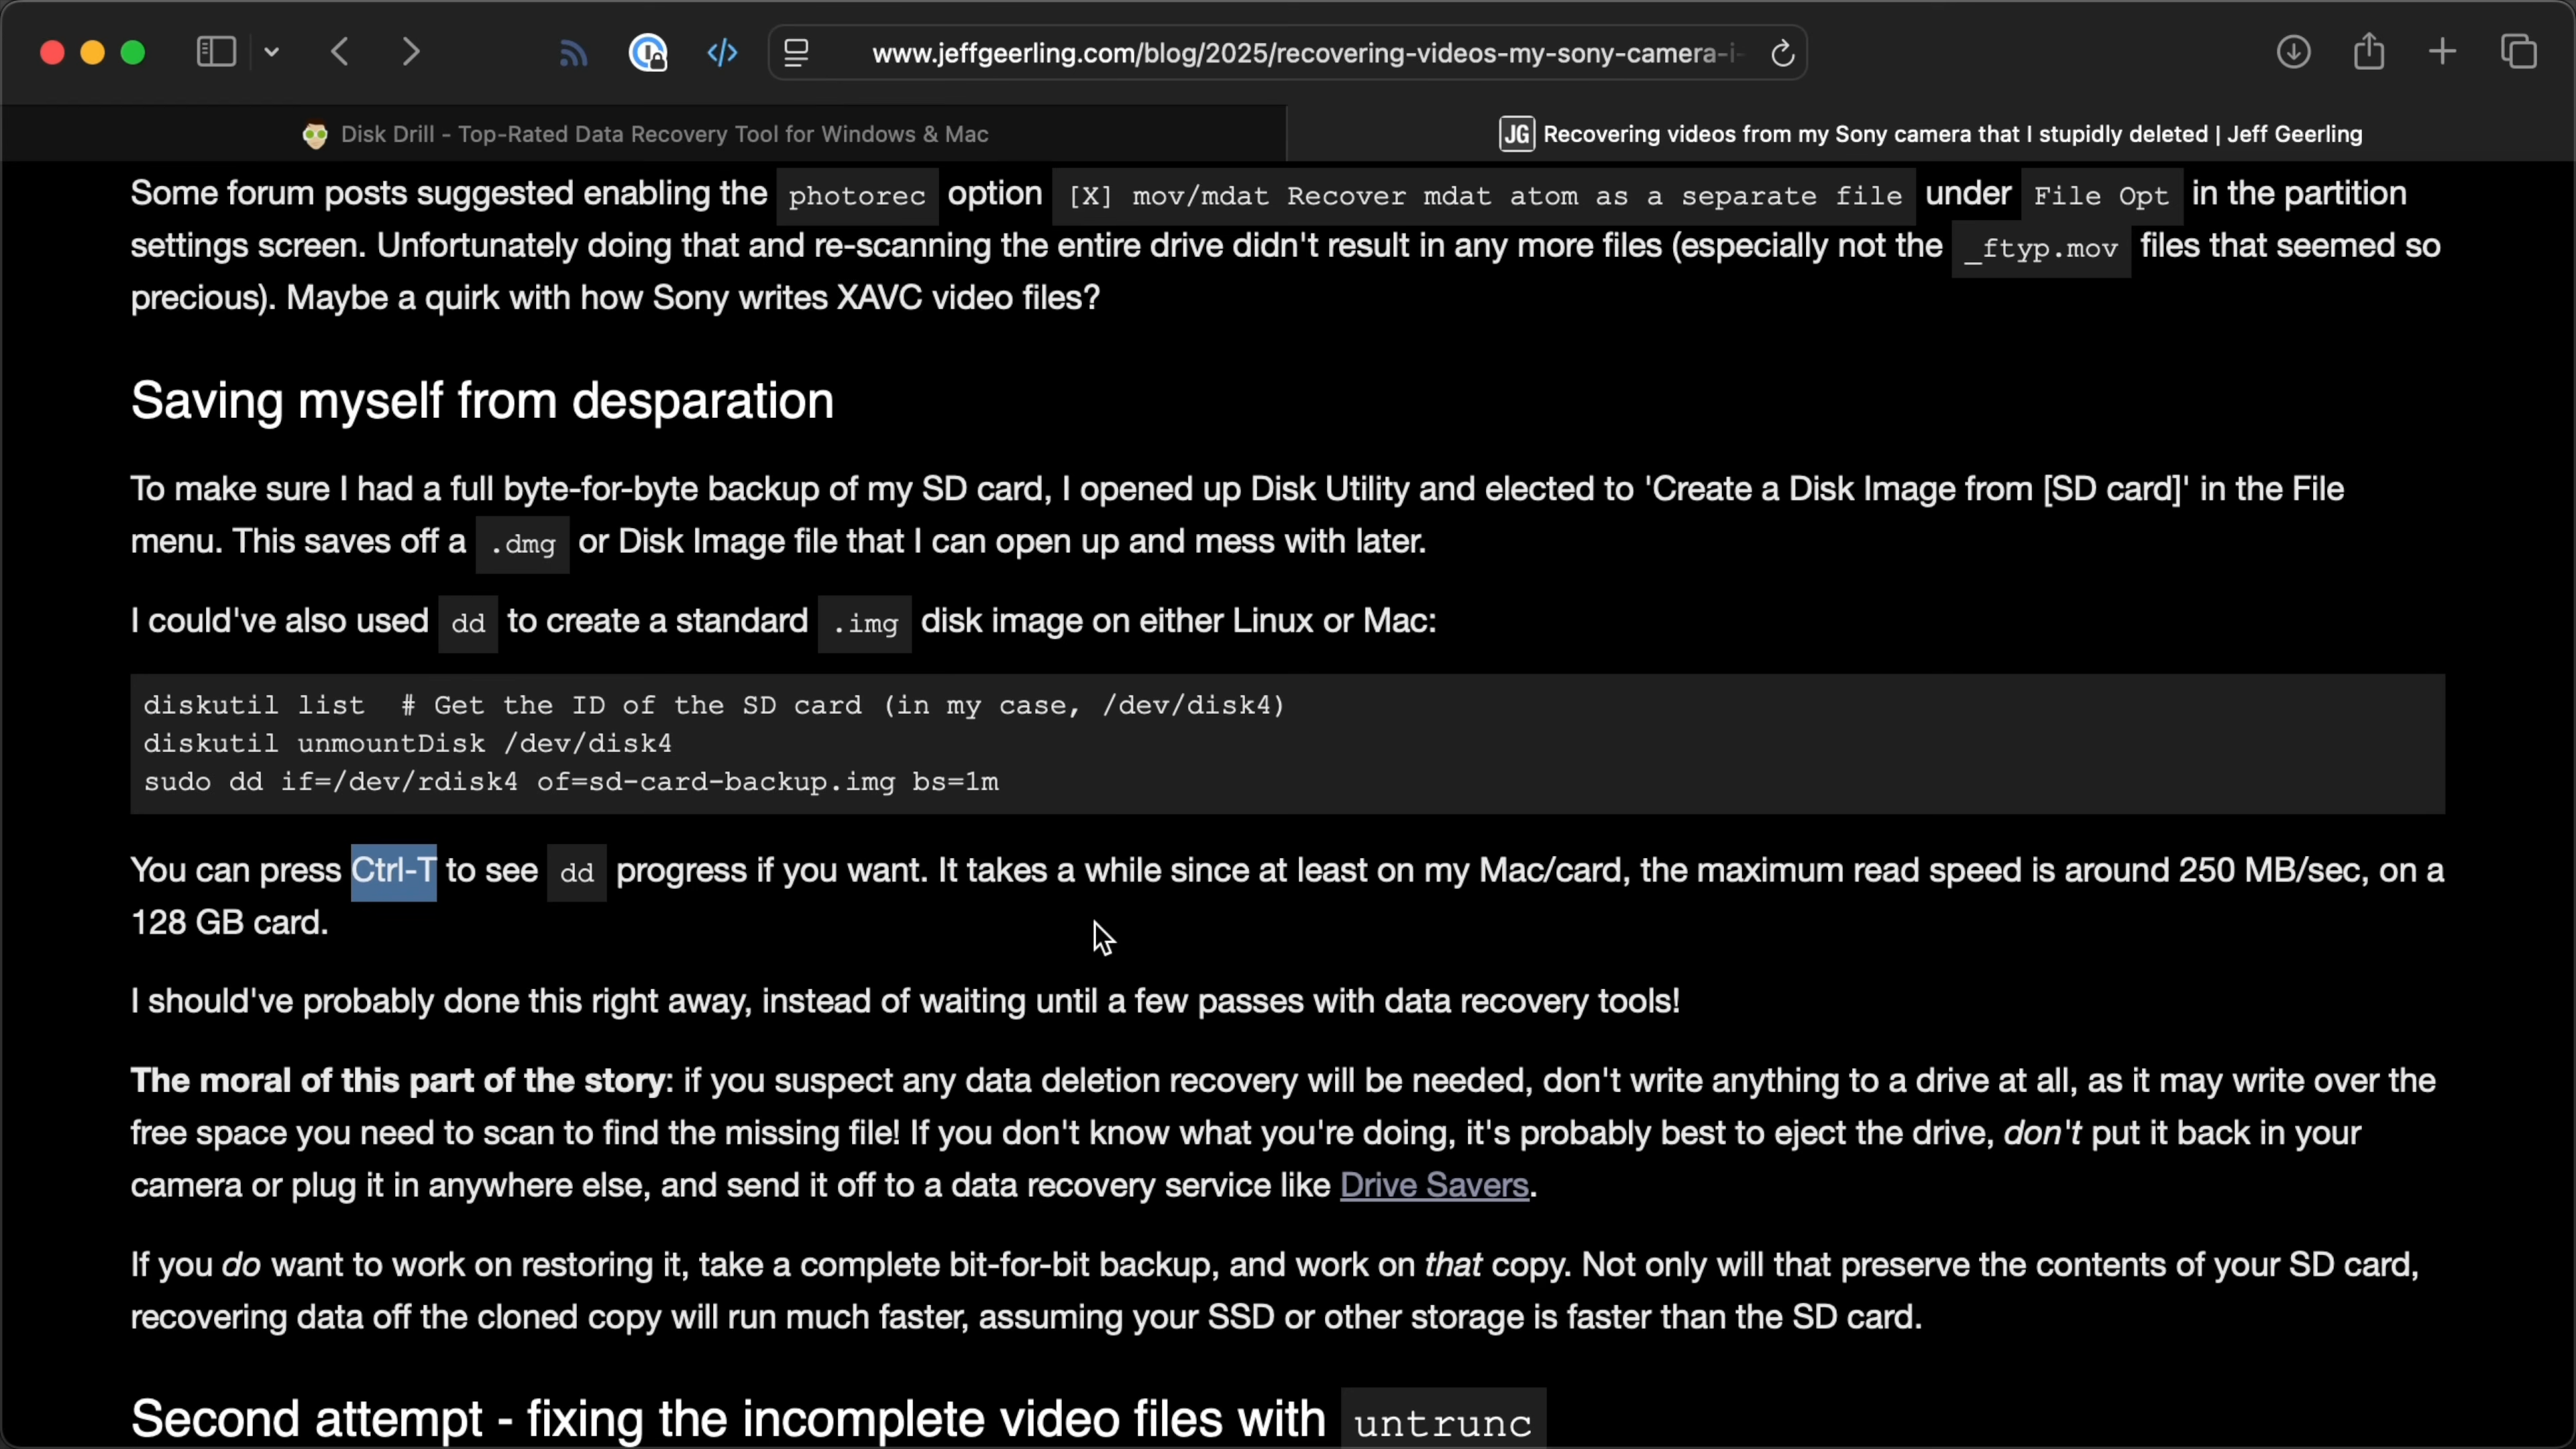 www.jeffgeerling.com/blog/2025/recovering-videos-my-sony-camera-i-
Disk Drill - Top-Rated Data Recovery Tool for Windows & Mac
JG Recovering videos from my Sony camera that I stupidly deleted | Jeff Geerling
Some forum posts suggested enabling the photorec option [X] mov/mdat Recover mdat atom as a separate file under File Opt in the partition
settings screen. Unfortunately doing that and re-scanning the entire drive didn't result in any more files (especially not the _ftyp.mov files that seemed so
precious). Maybe a quirk with how Sony writes XAVC video files?
Saving myself from desparation
To make sure I had a full byte-for-byte backup of my SD card, I opened up Disk Utility and elected to 'Create a Disk Image from [SD card]' in the File
menu. This saves off a .dmg or Disk Image file that I can open up and mess with later.
I could've also used dd to create a standard .img disk image on either Linux or Mac:
diskutil list  # Get the ID of the SD card (in my case, /dev/disk4)
diskutil unmountDisk /dev/disk4
sudo dd if=/dev/rdisk4 of=sd-card-backup.img bs=1m
You can press Ctrl-T to see dd progress if you want. It takes a while since at least on my Mac/card, the maximum read speed is around 250 MB/sec, on a
128 GB card.
I should've probably done this right away, instead of waiting until a few passes with data recovery tools!
The moral of this part of the story: if you suspect any data deletion recovery will be needed, don't write anything to a drive at all, as it may write over the
free space you need to scan to find the missing file! If you don't know what you're doing, it's probably best to eject the drive, don't put it back in your
camera or plug it in anywhere else, and send it off to a data recovery service like Drive Savers.
If you do want to work on restoring it, take a complete bit-for-bit backup, and work on that copy. Not only will that preserve the contents of your SD card,
recovering data off the cloned copy will run much faster, assuming your SSD or other storage is faster than the SD card.
Second attempt - fixing the incomplete video files with untrunc